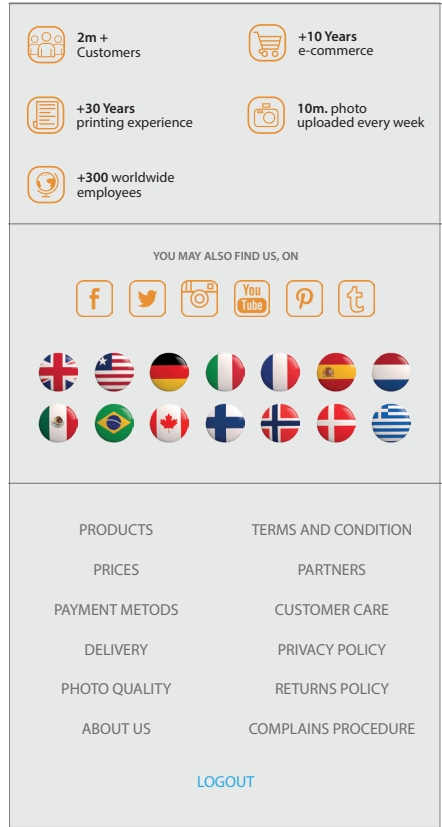 2m +
Customers
+10 Years
e-commerce
+30 Years
printing experience
10m. photo
uploaded every week
+300 worldwide
employees
YOU MAY ALSO FIND US, ON
f
You
Tube
p
t
PRODUCTS
TERMS AND CONDITION
PRICES
PARTNERS
PAYMENT METODS
CUSTOMER CARE
DELIVERY
PRIVACY POLICY
PHOTO QUALITY
RETURNS POLICY
ABOUT US
COMPLAINS PROCEDURE
LOGOUT